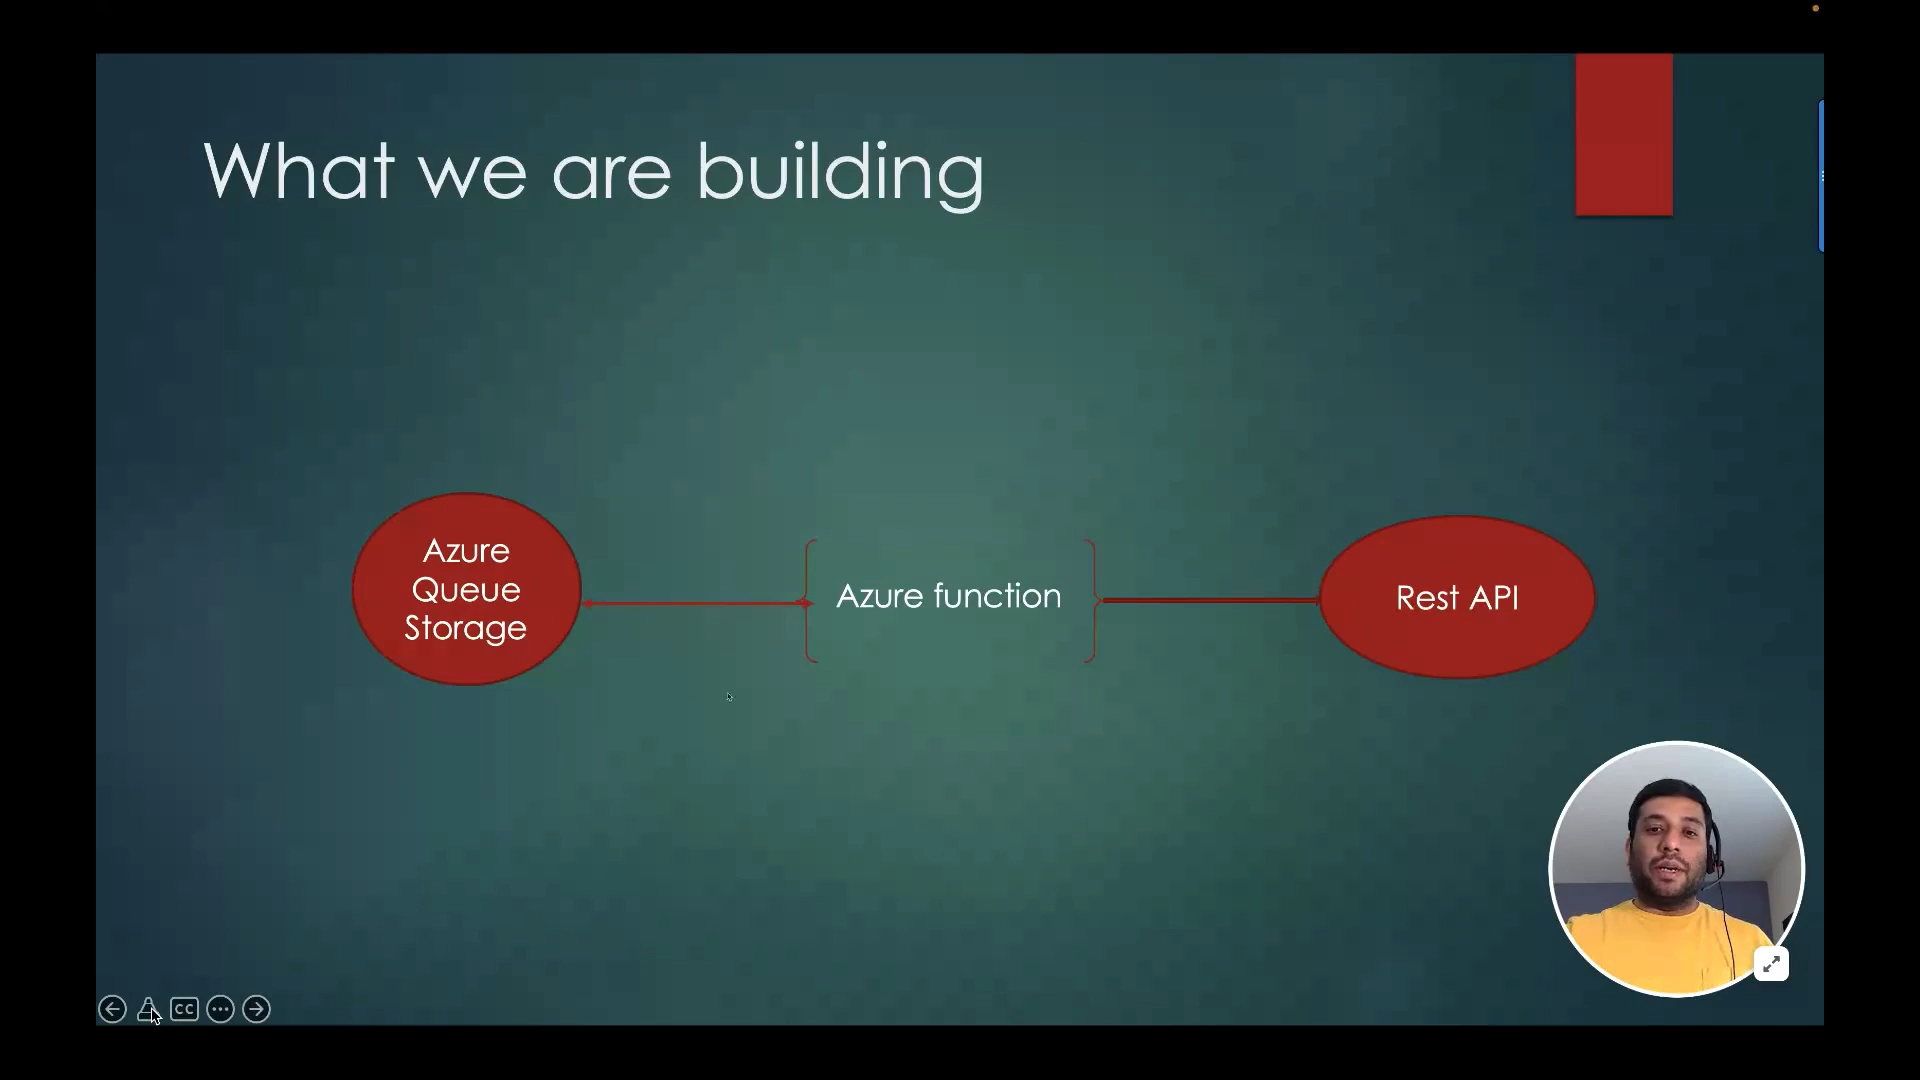 What we are building
Azure
Queue
Storage
Azure function
Rest API
CC